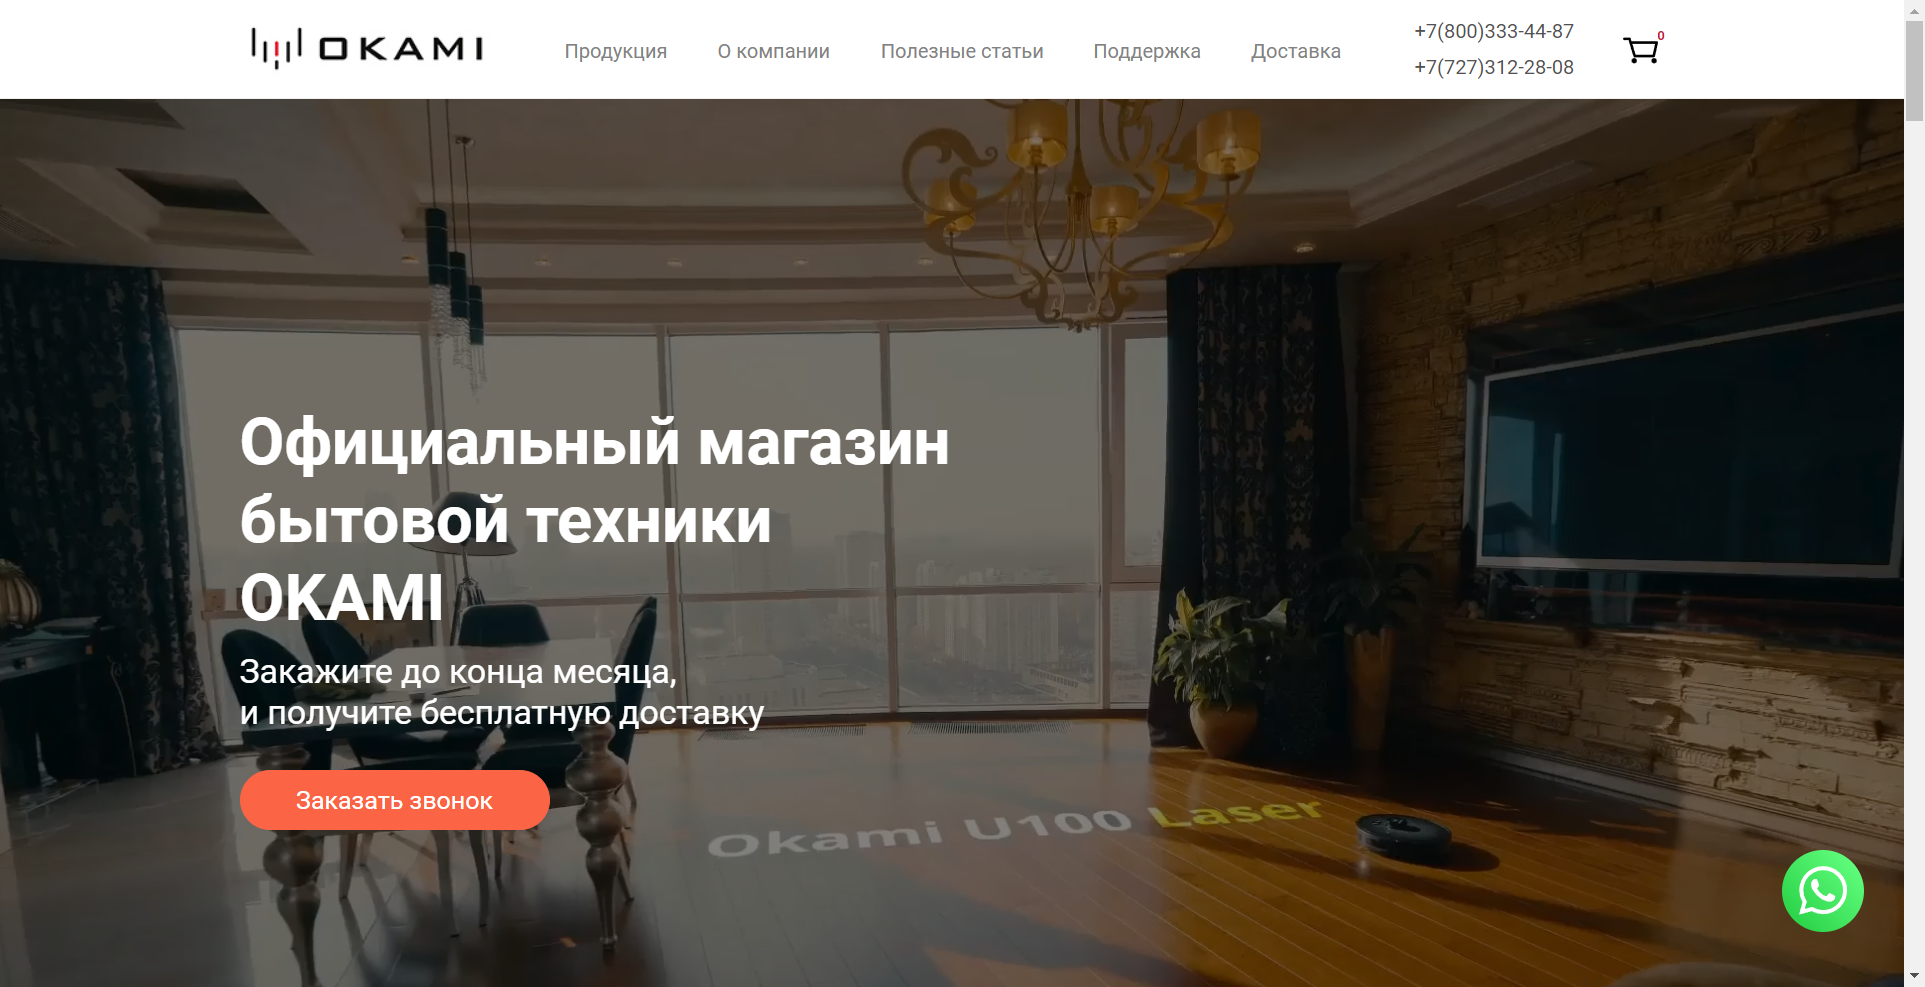 OKAMI
Продукция
О компании
Полезные статьи
Поддержка
Доставка
+7(800)333-44-87
+7(727)312-28-08
0
Официальный магазин
бытовой техники
OKAMI
Закажите до конца месяца,
и получите бесплатную доставку
Заказать звонок
Okami U100 Laser